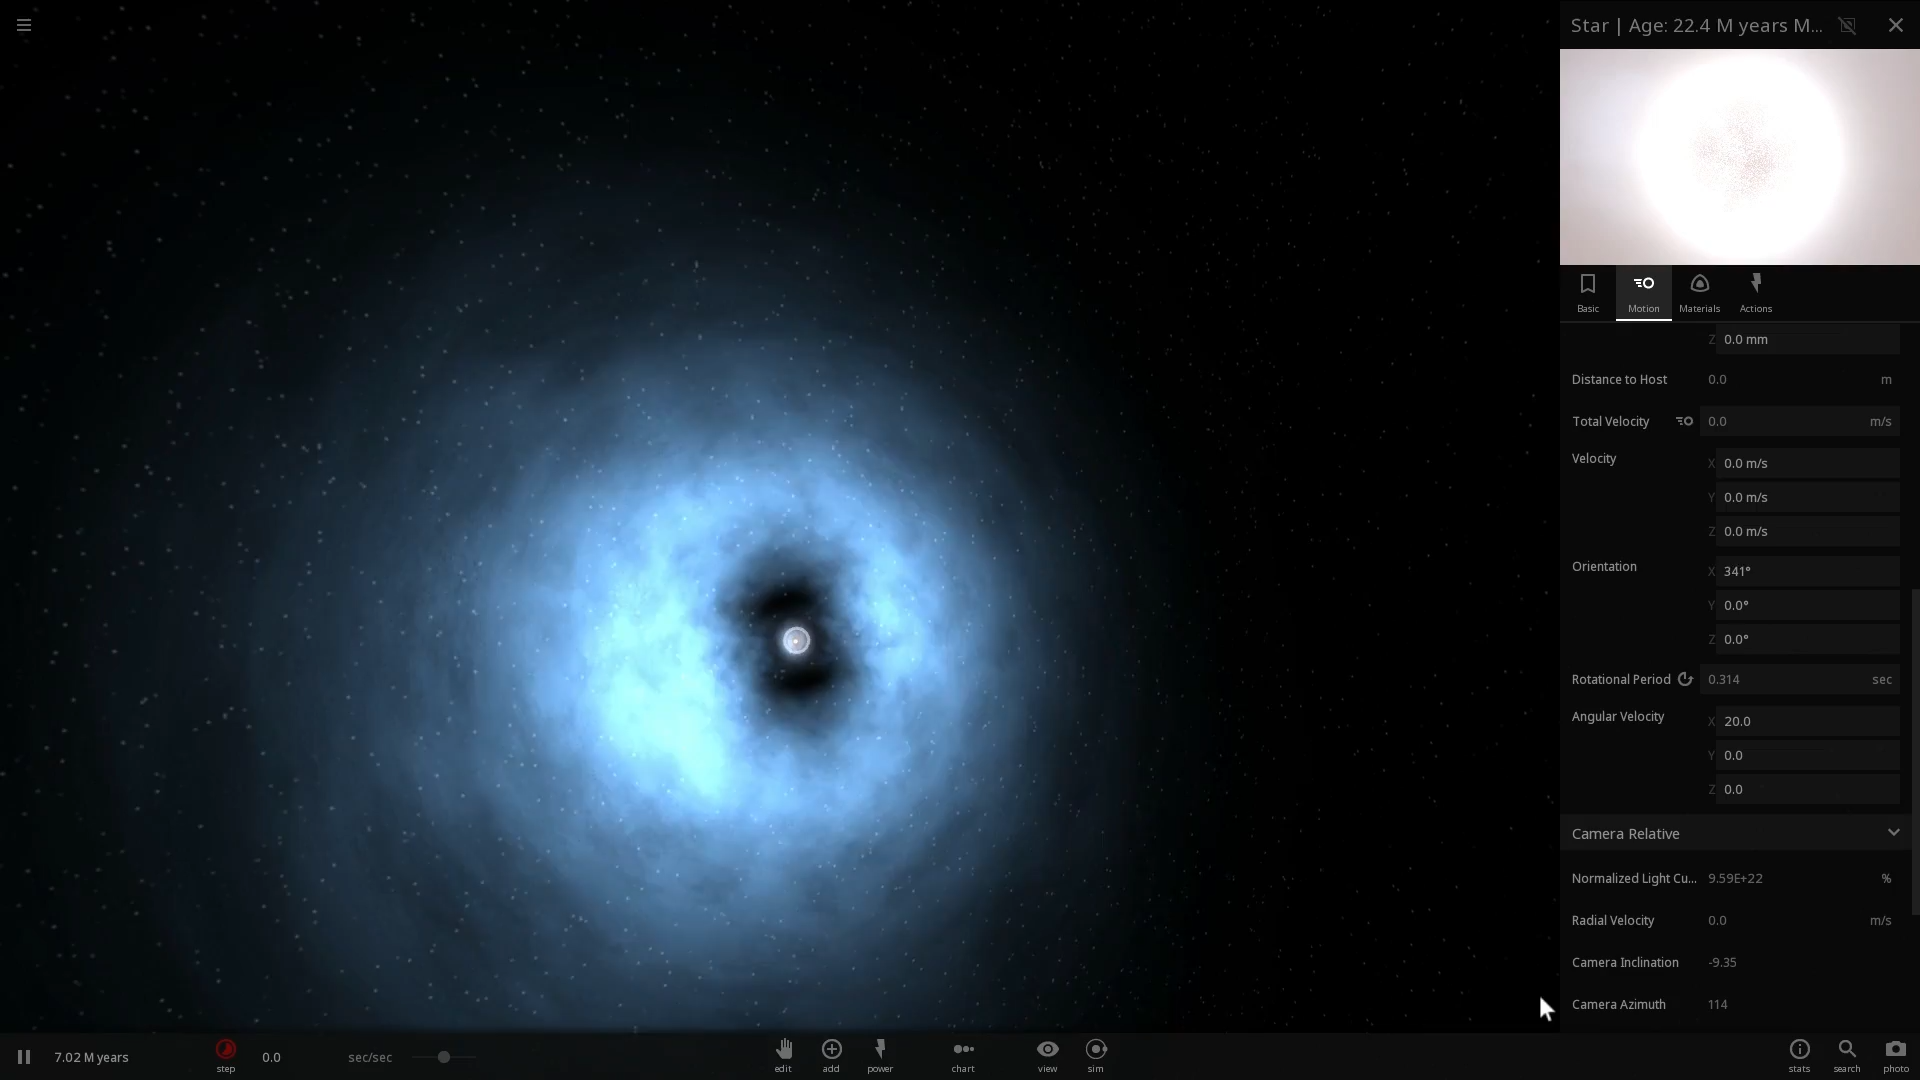 Star | Age: 22.4 M years M...
Basic
Motion
Materials
Actions
Z 0.0 mm
Distance to Host 0.0 m
Total Velocity 0.0 m/s
Velocity X 0.0 m/s
Y 0.0 m/s
Z 0.0 m/s
Orientation X 341°
Y 0.0°
Z 0.0°
Rotational Period 0.314 sec
Angular Velocity X 20.0
Y 0.0
Z 0.0
Camera Relative
Normalized Light Cu... 9.59E+22 %
Radial Velocity 0.0 m/s
Camera Inclination -9.35
Camera Azimuth 114
7.02 M years
step
0.0 sec/sec
edit
add
power
chart
view
sim
stats
search
photo